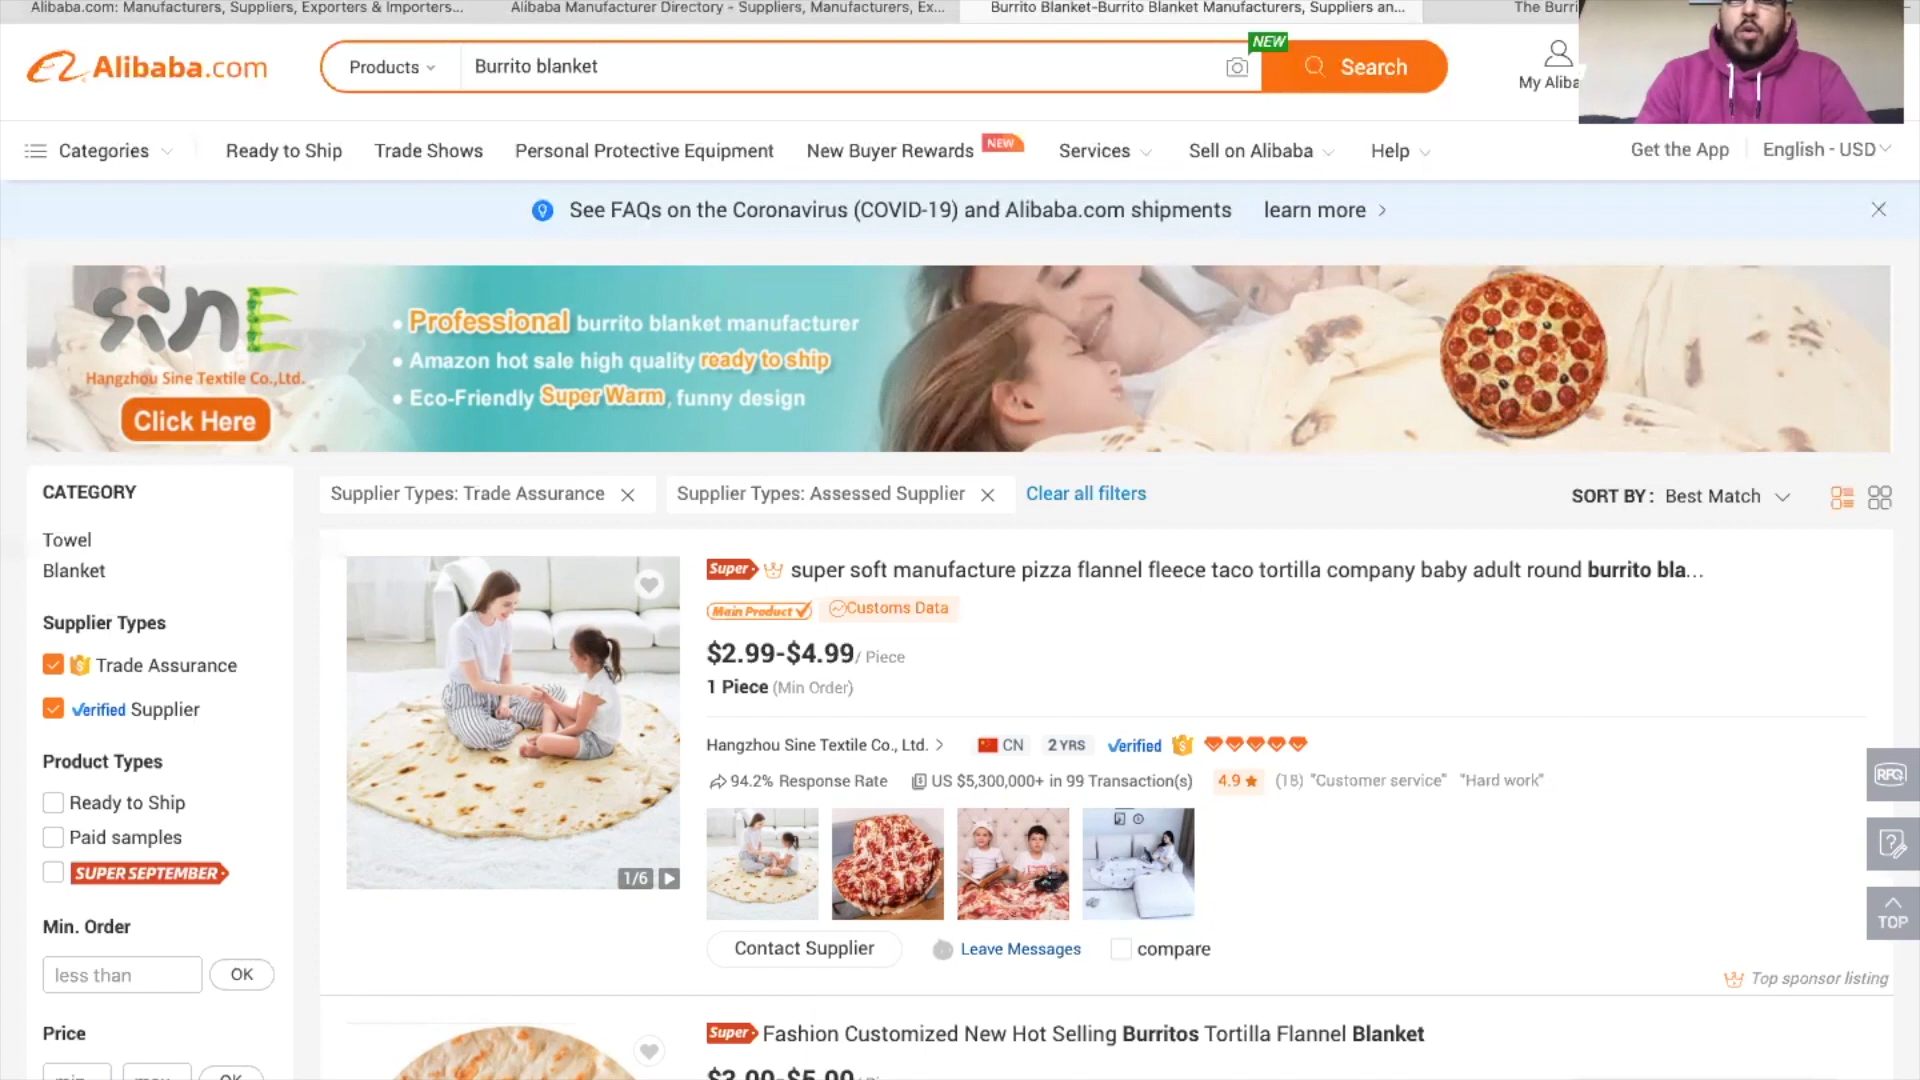 Alibaba.com: Manufacturers, Suppliers, Exporters & Importers...
Alibaba Manufacturer Directory - Suppliers, Manufacturers, Ex...
Burrito Blanket-Burrito Blanket Manufacturers, Suppliers an...
The Burri
Alibaba.com
Products
Burrito blanket
NEW
Search
My Aliba
Categories
Ready to Ship
Trade Shows
Personal Protective Equipment
New Buyer Rewards
NEW
Services
Sell on Alibaba
Help
Get the App
English - USD
See FAQs on the Coronavirus (COVID-19) and Alibaba.com shipments
learn more >
SINE
Hangzhou Sine Textile Co.,Ltd.
Click Here
• Professional burrito blanket manufacturer
• Amazon hot sale high quality ready to ship
• Eco-Friendly Super Warm, funny design
CATEGORY
Towel
Blanket
Supplier Types
Trade Assurance
Verified Supplier
Product Types
Ready to Ship
Paid samples
SUPER SEPTEMBER
Min. Order
less than
OK
Price
min
max
OK
Supplier Types: Trade Assurance
Supplier Types: Assessed Supplier
Clear all filters
SORT BY : Best Match
Super super soft manufacture pizza flannel fleece taco tortilla company baby adult round burrito bla...
Main Product
Customs Data
$2.99-$4.99/ Piece
1 Piece (Min Order)
Hangzhou Sine Textile Co., Ltd. >
CN
2 YRS
Verified
94.2% Response Rate
US $5,300,000+ in 99 Transaction(s)
4.9 ★ (18) "Customer service" "Hard work"
1/6
Contact Supplier
Leave Messages
compare
Top sponsor listing
RFQ
TOP
Super Fashion Customized New Hot Selling Burritos Tortilla Flannel Blanket
$3.00-$5.00